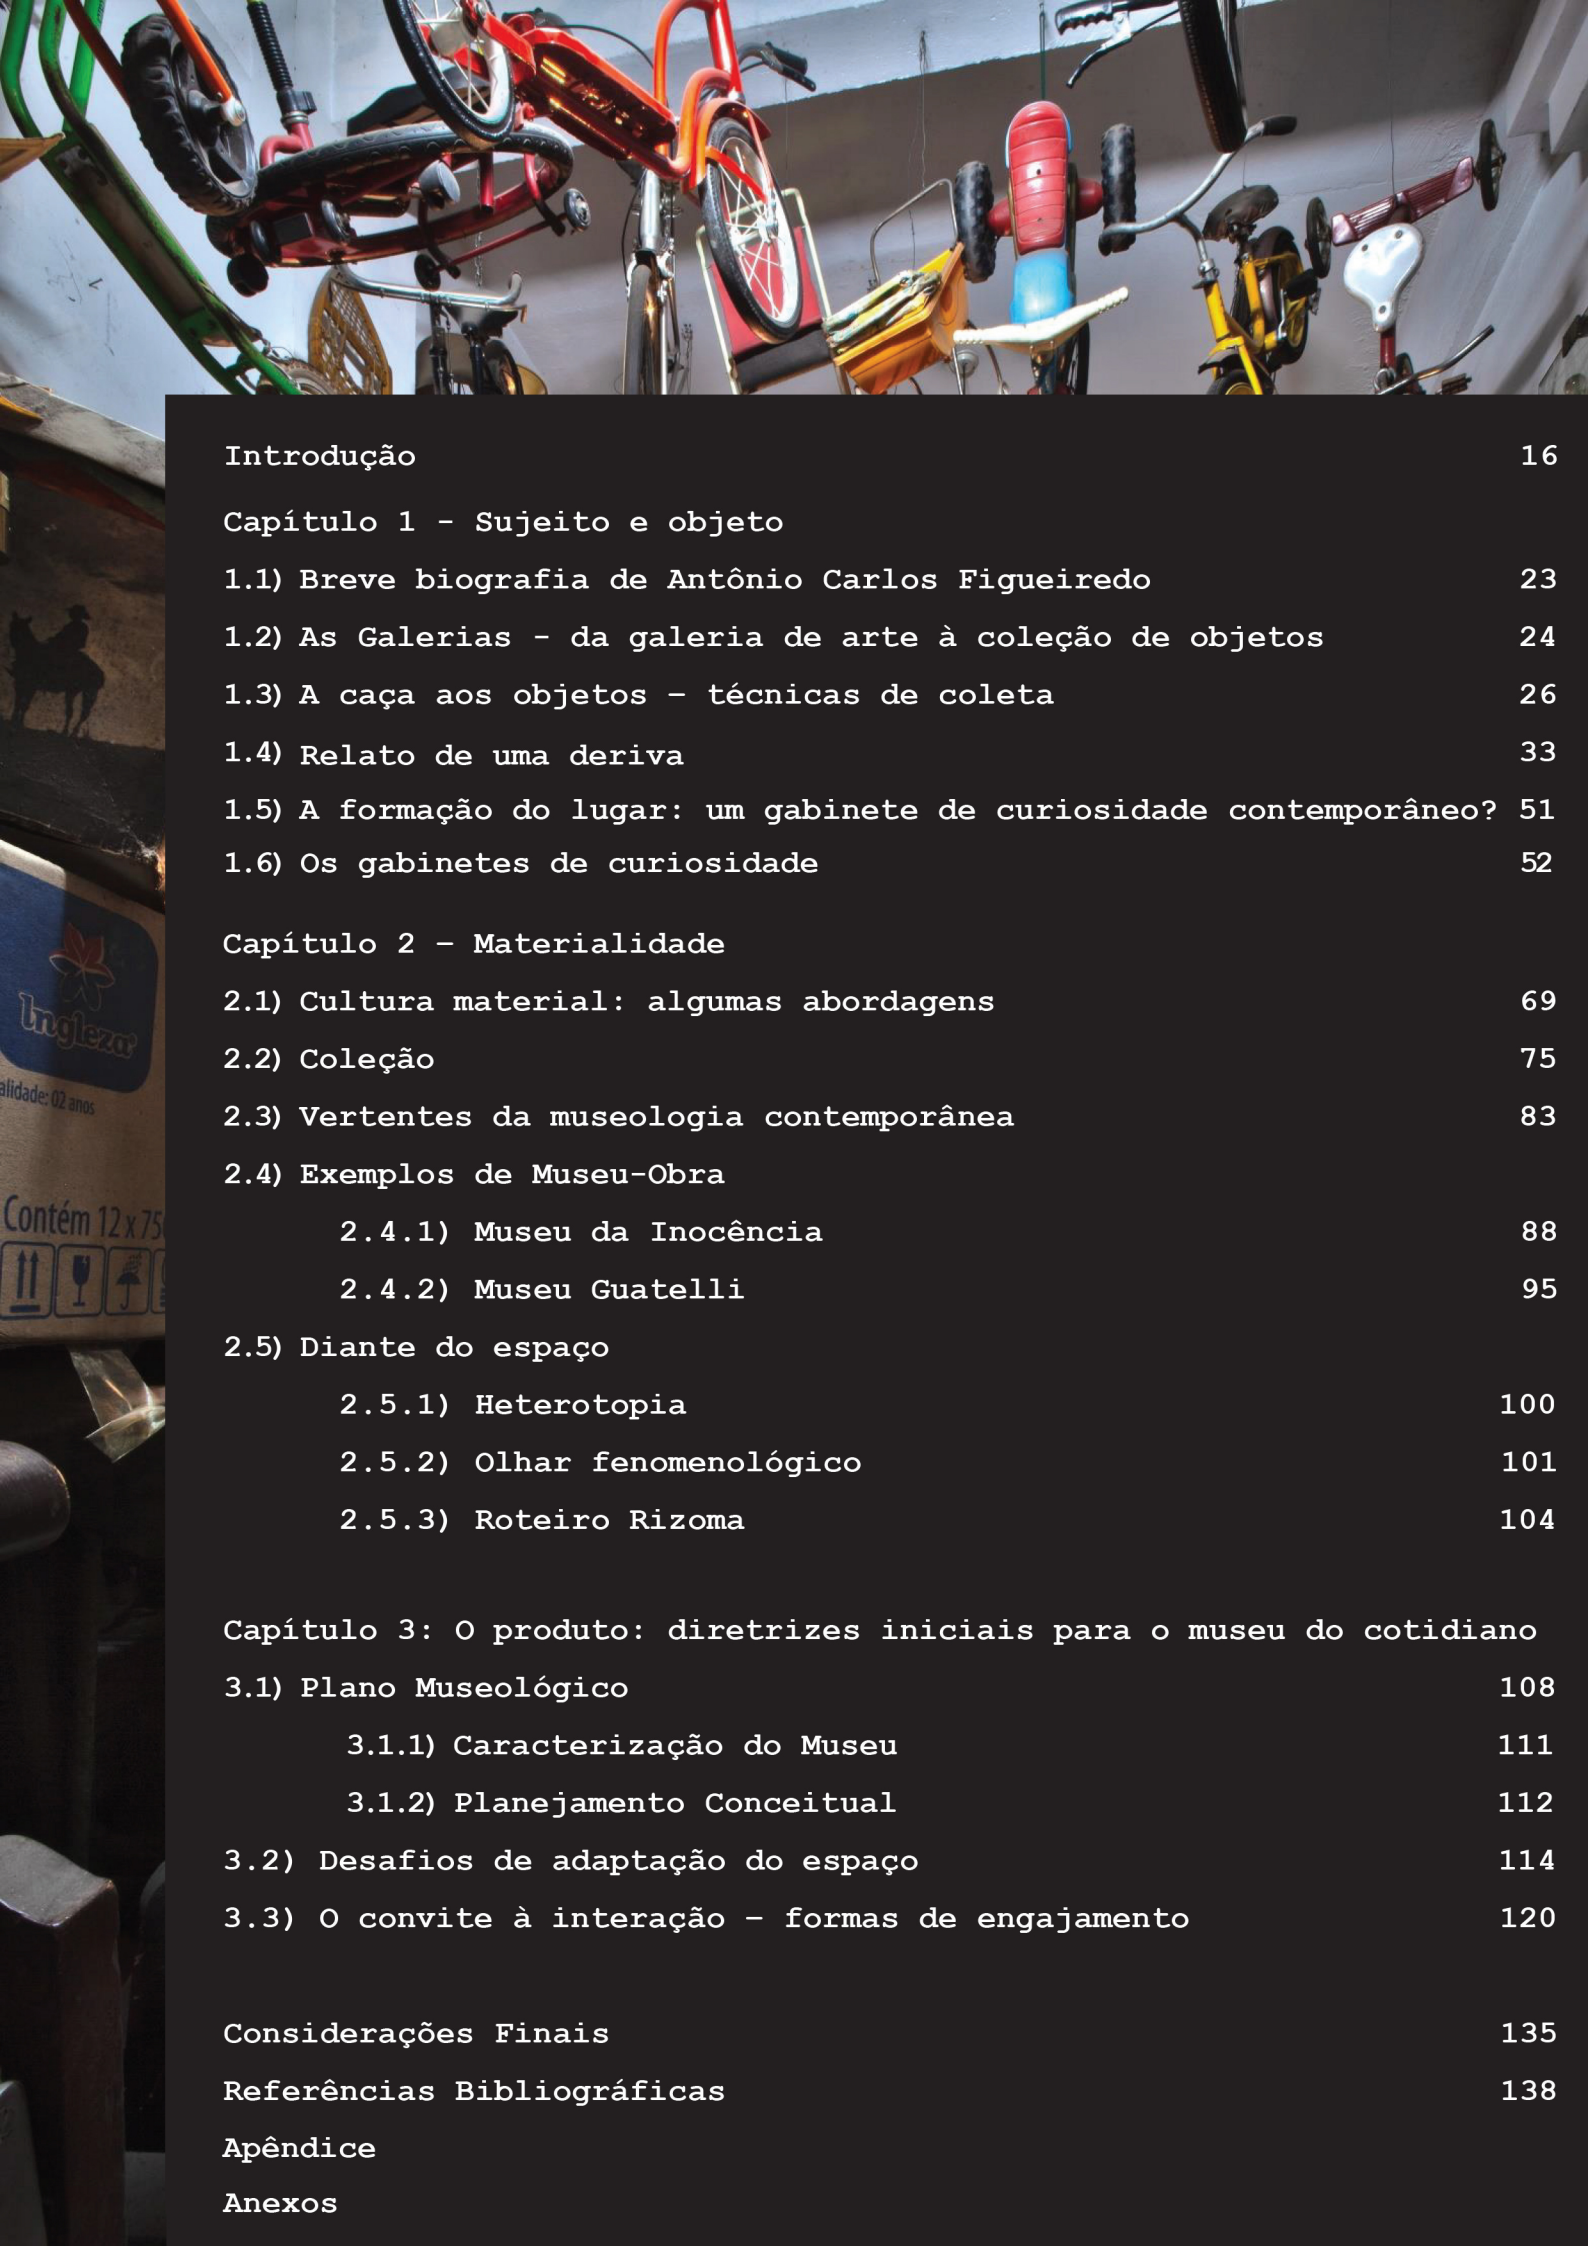 Introdução 16
Capítulo 1 - Sujeito e objeto
1.1) Breve biografia de Antônio Carlos Figueiredo 23
1.2) As Galerias - da galeria de arte à coleção de objetos 24
1.3) A caça aos objetos – técnicas de coleta 26
1.4) Relato de uma deriva 33
1.5) A formação do lugar: um gabinete de curiosidade contemporâneo? 51
1.6) Os gabinetes de curiosidade 52
Capítulo 2 – Materialidade
2.1) Cultura material: algumas abordagens 69
2.2) Coleção 75
2.3) Vertentes da museologia contemporânea 83
2.4) Exemplos de Museu-Obra
2.4.1) Museu da Inocência 88
2.4.2) Museu Guatelli 95
2.5) Diante do espaço
2.5.1) Heterotopia 100
2.5.2) Olhar fenomenológico 101
2.5.3) Roteiro Rizoma 104
Capítulo 3: O produto: diretrizes iniciais para o museu do cotidiano
3.1) Plano Museológico 108
3.1.1) Caracterização do Museu 111
3.1.2) Planejamento Conceitual 112
3.2) Desafios de adaptação do espaço 114
3.3) O convite à interação – formas de engajamento 120
Considerações Finais 135
Referências Bibliográficas 138
Apêndice
Anexos
Ingleza
alidade: 02 anos
Contém 12 x 75